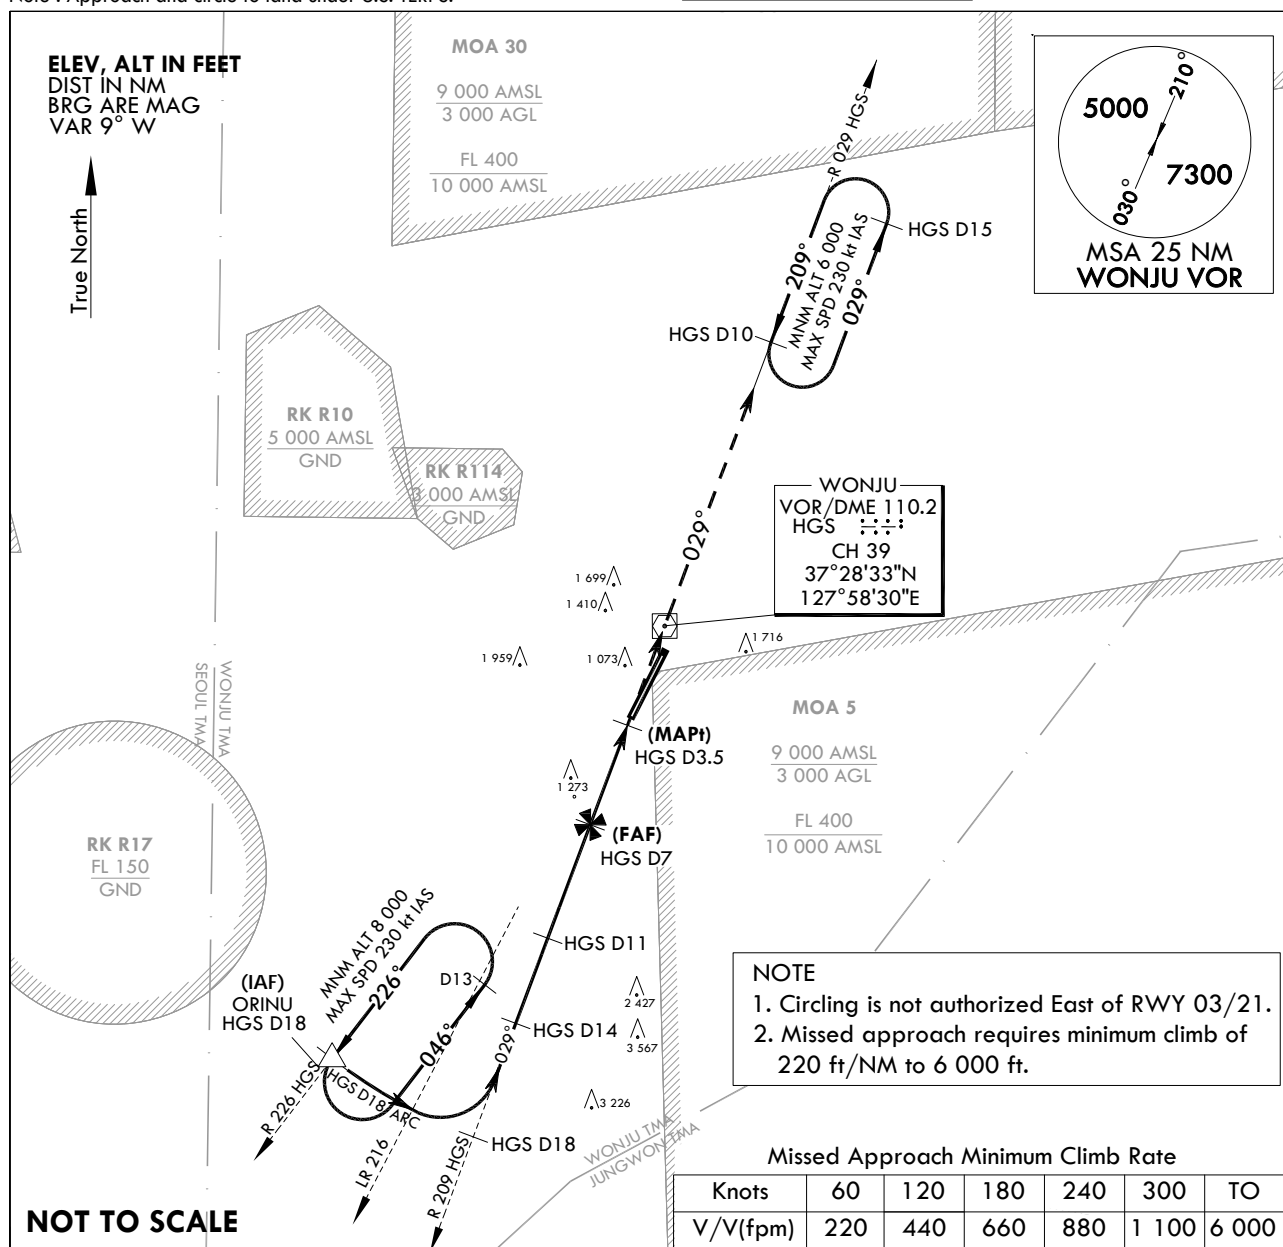 ELEV, ALT IN FEET
DIST IN NM
BRG ARE MAG
VAR 9° W
True North
MOA 30
9 000 AMSL
3 000 AGL
FL 400
10 000 AMSL
R 029 HGS
5000
210°
7300
030°
MSA 25 NM
WONJU VOR
HGS D15
209°
MNM ALT 6 000
MAX SPD 230 kt IAS
029°
HGS D10
RK R10
5 000 AMSL
GND
RK R114
3 000 AMSL
GND
029°
WONJU
VOR/DME 110.2
HGS
CH 39
37°28'33"N
127°58'30"E
1 699
1 410
1 959
1 073
1 716
SEOUL TMA
WONJU TMA
(MAPt)
HGS D3.5
MOA 5
9 000 AMSL
3 000 AGL
FL 400
10 000 AMSL
1 273
(FAF)
HGS D7
RK R17
FL 150
GND
MNM ALT 8 000
MAX SPD 230 kt IAS
226°
D13
046°
HGS D11
(IAF)
ORINU
HGS D18
HGS D18 ARC
029°
HGS D14
2 427
3 567
3 226
R 226 HGS
LR 216
R 209 HGS
HGS D18
WONJU TMA
JUNGWON TMA
NOTE
1. Circling is not authorized East of RWY 03/21.
2. Missed approach requires minimum climb of
220 ft/NM to 6 000 ft.
Missed Approach Minimum Climb Rate
Knots 60 120 180 240 300 TO
V/V(fpm) 220 440 660 880 1 100 6 000
NOT TO SCALE